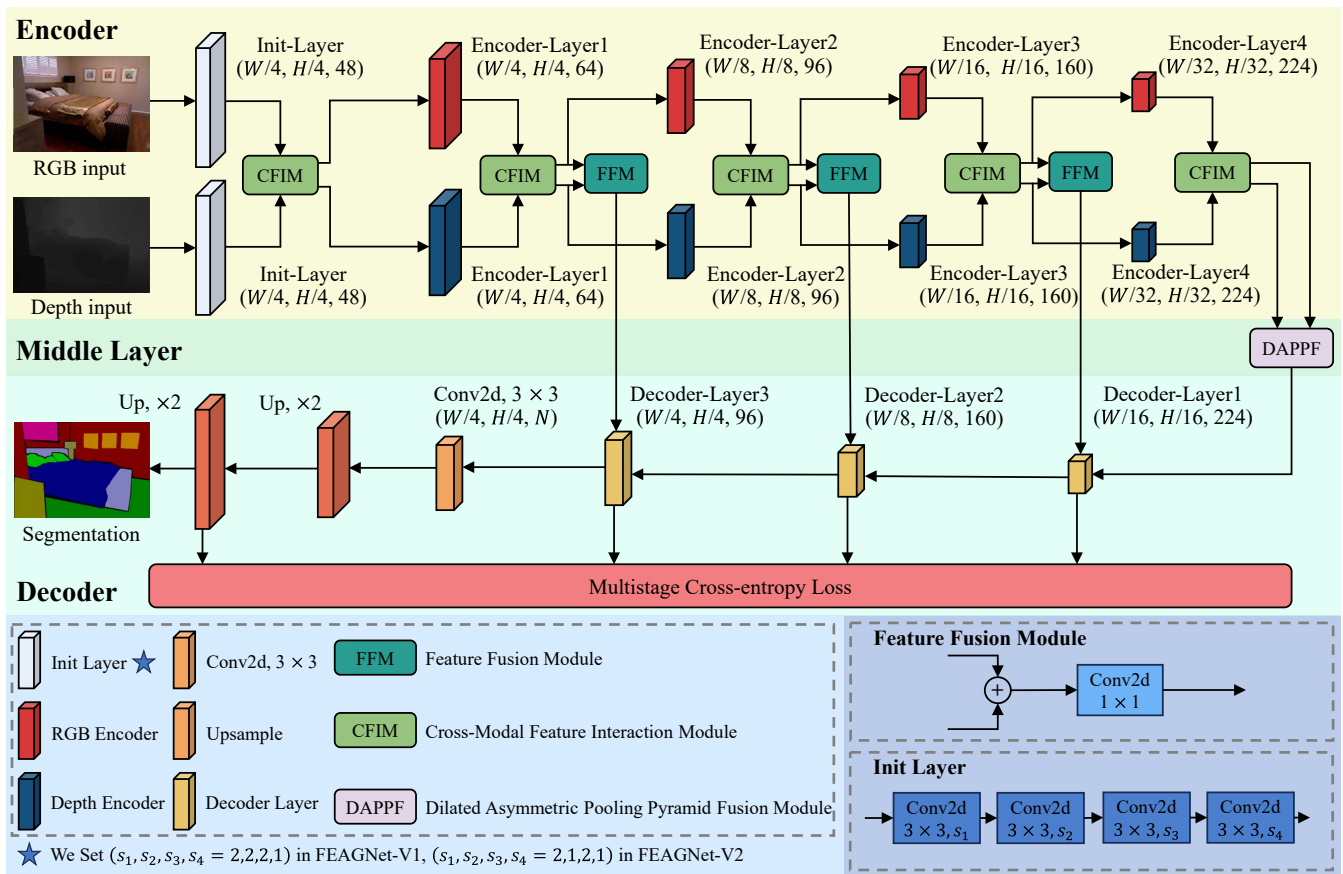 Encoder
Init-Layer
(W/4, H/4, 48)
Encoder-Layer1
(W/4, H/4, 64)
Encoder-Layer2
(W/8, H/8, 96)
Encoder-Layer3
(W/16, H/16, 160)
Encoder-Layer4
(W/32, H/32, 224)
RGB input
CFIM
CFIM
FFM
CFIM
FFM
CFIM
FFM
CFIM
Depth input
Init-Layer
(W/4, H/4, 48)
Encoder-Layer1
(W/4, H/4, 64)
Encoder-Layer2
(W/8, H/8, 96)
Encoder-Layer3
(W/16, H/16, 160)
Encoder-Layer4
(W/32, H/32, 224)
Middle Layer
DAPPF
Up, ×2
Up, ×2
Conv2d, 3 × 3
(W/4, H/4, N)
Decoder-Layer3
(W/4, H/4, 96)
Decoder-Layer2
(W/8, H/8, 160)
Decoder-Layer1
(W/16, H/16, 224)
Segmentation
Decoder
Multistage Cross-entropy Loss
Init Layer
Conv2d, 3 × 3
FFM
Feature Fusion Module
RGB Encoder
Upsample
CFIM
Cross-Modal Feature Interaction Module
Depth Encoder
Decoder Layer
DAPPF
Dilated Asymmetric Pooling Pyramid Fusion Module
★ We Set (s₁, s₂, s₃, s₄ = 2,2,2,1) in FEAGNet-V1, (s₁, s₂, s₃, s₄ = 2,1,2,1) in FEAGNet-V2
Feature Fusion Module
+
Conv2d
1 × 1
Init Layer
Conv2d
3 × 3, s₁
Conv2d
3 × 3, s₂
Conv2d
3 × 3, s₃
Conv2d
3 × 3, s₄